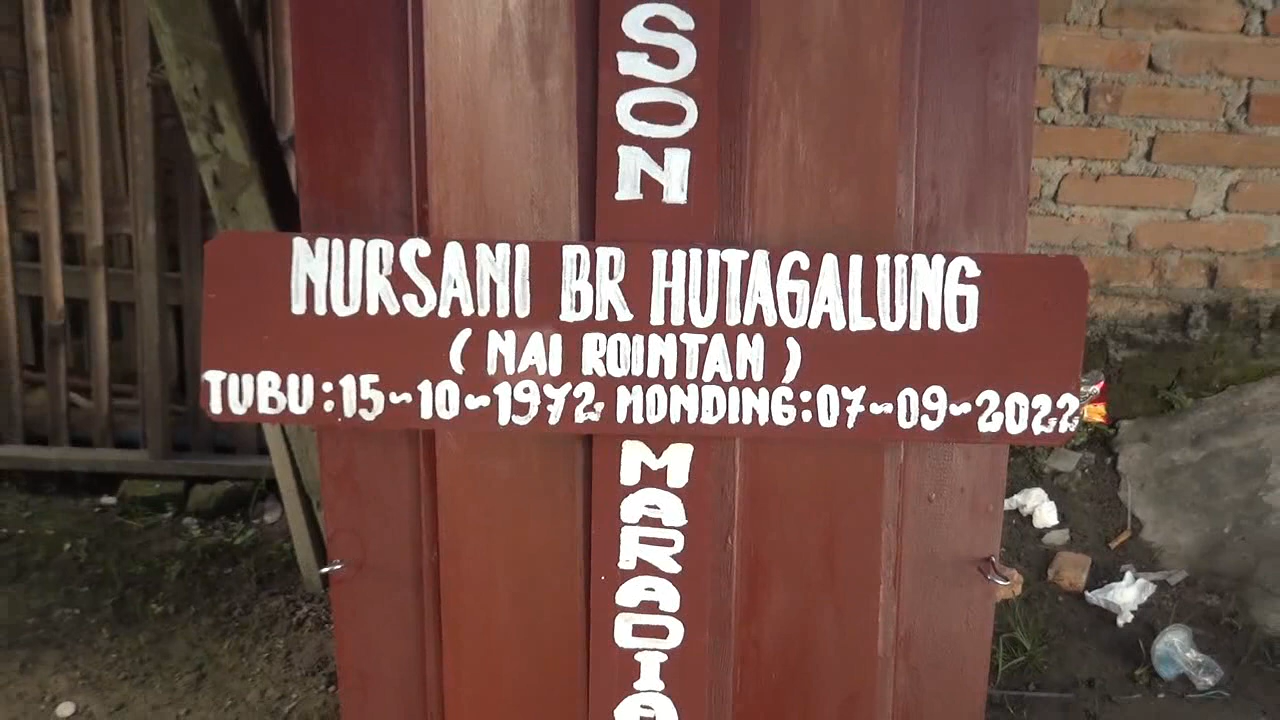 SON
NURSANI BR HUTAGALUNG
( NAI ROINTAN )
TUBU : 15-10-1972 MONDING : 07-09-2022
MARADIA